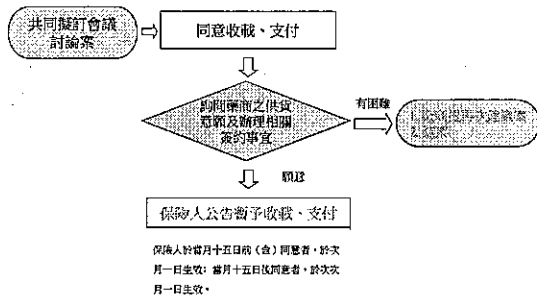 共同擬訂會議
討論案
同意收載、支付
詢問藥商之供貨
意願及辦理相關
簽約事宜
有困難
願意
保險人公告暫予收載、支付
保險人於當月十五日前（含）同意者，於次
月一日生效；當月十五日後同意者，於次次
月一日生效。